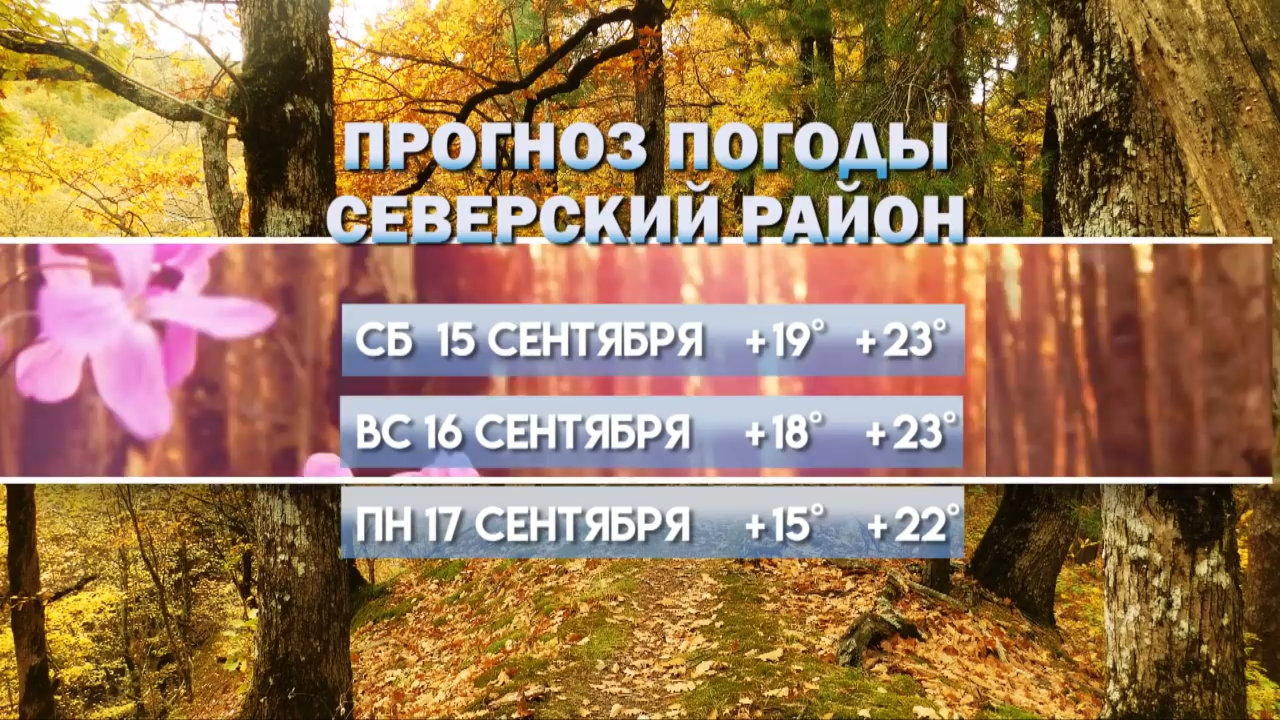 ПРОГНОЗ ПОГОДЫ
СЕВЕРСКИЙ РАЙОН
СБ 15 СЕНТЯБРЯ +19° +23°
ВС 16 СЕНТЯБРЯ +18° +23°
ПН 17 СЕНТЯБРЯ +15° +22°